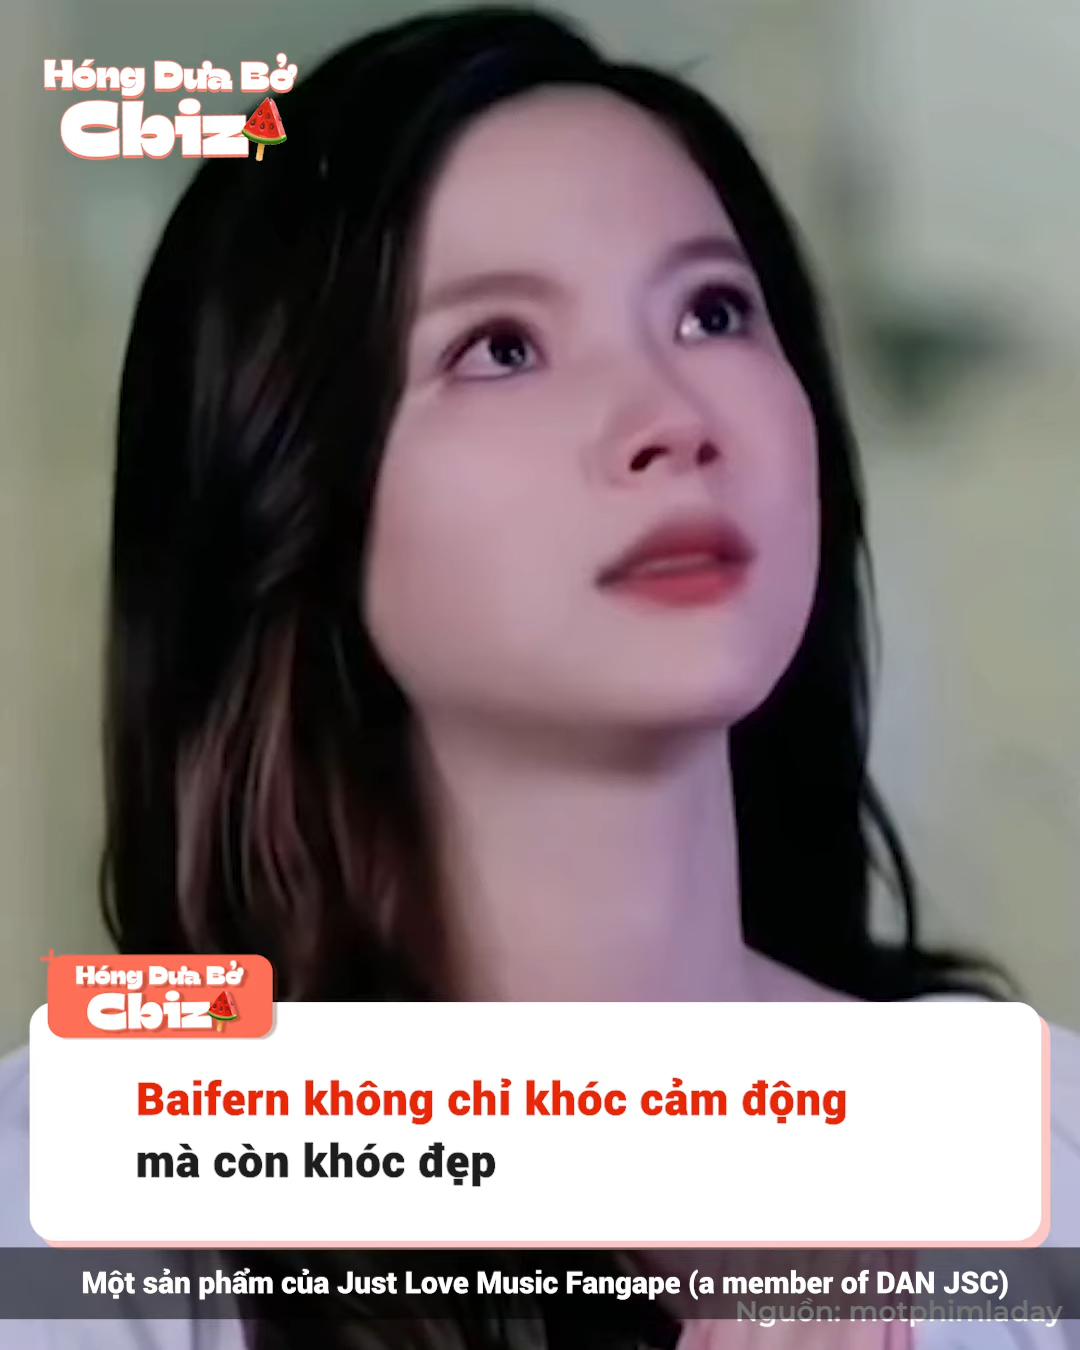 Hóng Dưa Bở
Cbiz
Hóng Dưa Bở
Cbiz
Baifern không chỉ khóc cảm động
mà còn khóc đẹp
Một sản phẩm của Just Love Music Fangape (a member of DAN JSC)
Nguồn: motphimladay